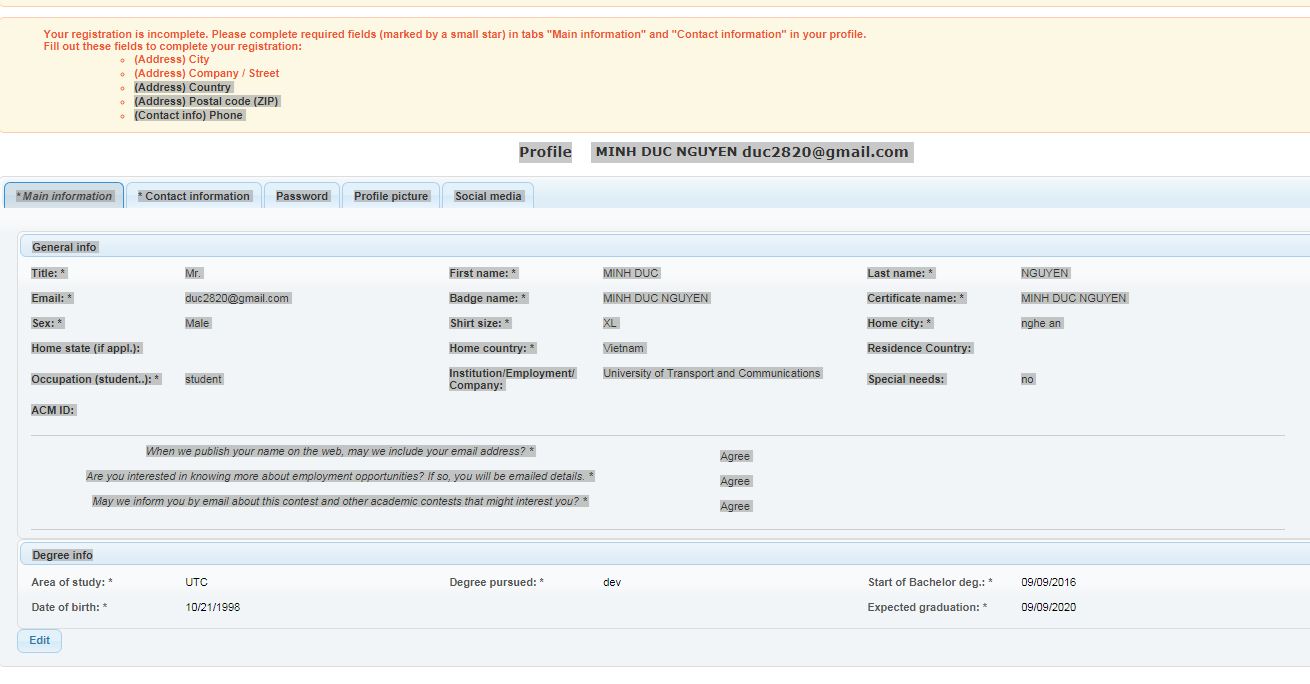 Your registration is incomplete. Please complete required fields (marked by a small star) in tabs "Main information" and "Contact information" in your profile.
Fill out these fields to complete your registration:
(Address) City
(Address) Company / Street
(Address) Country
(Address) Postal code (ZIP)
(Contact info) Phone
Profile MINH DUC NGUYEN duc2820@gmail.com
* Main information * Contact information Password Profile picture Social media
General info
Title: * Mr. First name: * MINH DUC Last name: * NGUYEN
Email: * duc2820@gmail.com Badge name: * MINH DUC NGUYEN Certificate name: * MINH DUC NGUYEN
Sex: * Male Shirt size: * XL Home city: * nghe an
Home state (if appl.): Home country: * Vietnam Residence Country:
Occupation (student..): * student Institution/Employment/ University of Transport and Communications Special needs: no
Company:
ACM ID:
When we publish your name on the web, may we include your email address? * Agree
Are you interested in knowing more about employment opportunities? If so, you will be emailed details. * Agree
May we inform you by email about this contest and other academic contests that might interest you? * Agree
Degree info
Area of study: * UTC Degree pursued: * dev Start of Bachelor deg.: * 09/09/2016
Date of birth: * 10/21/1998 Expected graduation: * 09/09/2020
Edit